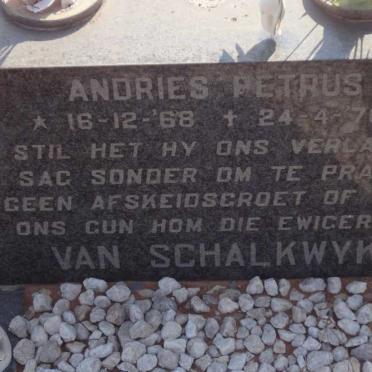 ANDRIES PETRUS
* 16-12-'68 + 24-4-7
STIL HET HY ONS VERLA
SAG SONDER OM TE PRA
GEEN AFSKEIDSGROET OF
ONS GUN HOM DIE EWIGER
VAN SCHALKWYK